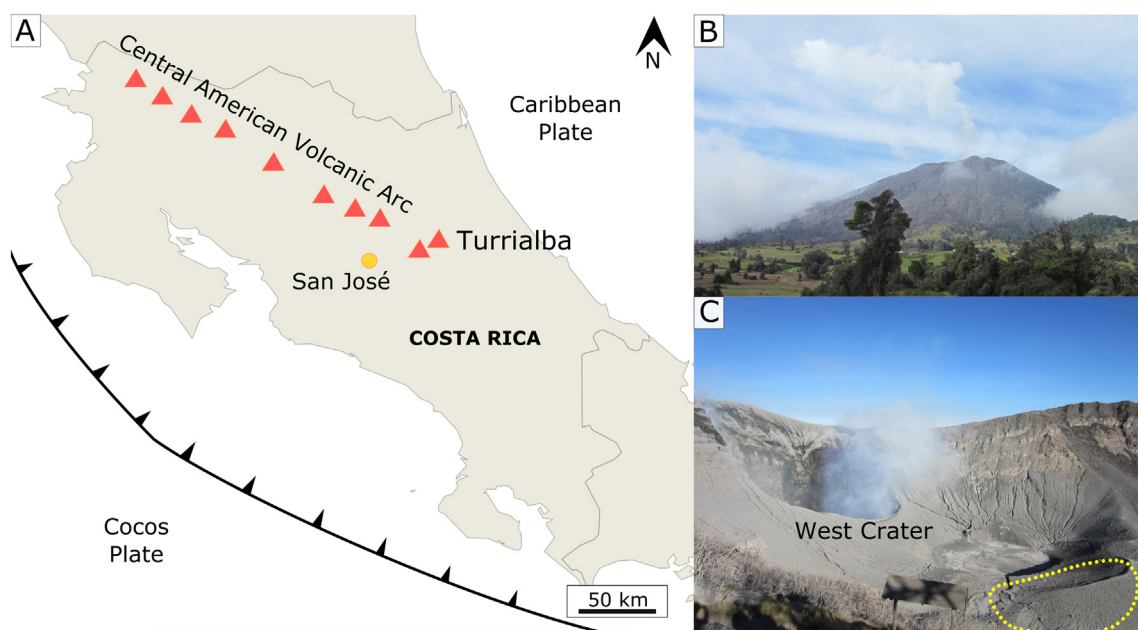 A
Central American Volcanic Arc
N
Caribbean
Plate
Turrialba
San José
COSTA RICA
Cocos
Plate
50 km
B
C
West Crater